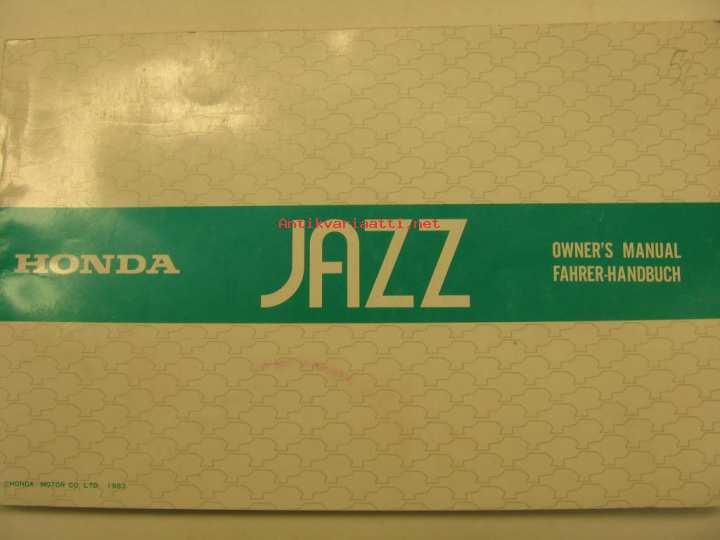 Antikvariaatti.net
HONDA
JAZZ
OWNER'S MANUAL
FAHRER-HANDBUCH
©HONDA MOTOR CO., LTD. 1983